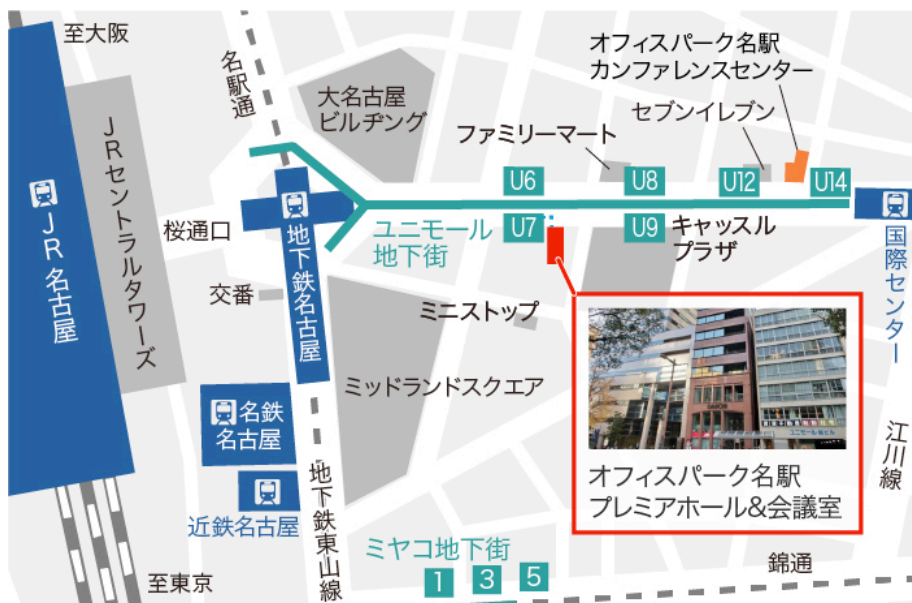 至大阪
名駅通
大名古屋
ビルヂング
オフィスパーク名駅
カンファレンスセンター
JRセントラルタワーズ
ファミリーマート
セブンイレブン
U6
U8
U12
U14
JR名古屋
桜通口
地下鉄名古屋
ユニモール
地下街
U7
U9
キャッスル
プラザ
国際センター
交番
ミニストップ
ミッドランドスクエア
名鉄
名古屋
近鉄名古屋
地下鉄東山線
オフィスパーク名駅
プレミアホール&会議室
江川線
ミヤコ地下街
1
3
5
錦通
至東京